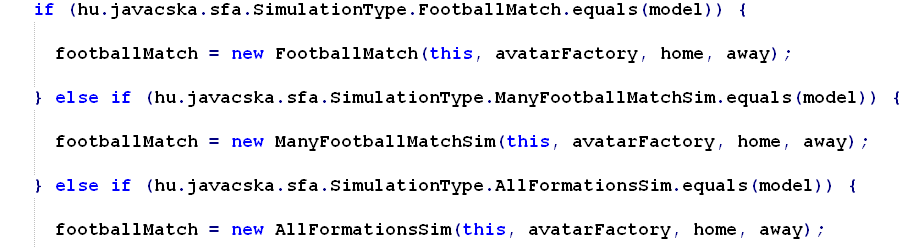 if (hu.javacska.sfa.SimulationType.FootballMatch.equals(model)) {
footballMatch = new FootballMatch(this, avatarFactory, home, away);
} else if (hu.javacska.sfa.SimulationType.ManyFootballMatchSim.equals(model)) {
footballMatch = new ManyFootballMatchSim(this, avatarFactory, home, away);
} else if (hu.javacska.sfa.SimulationType.AllFormationsSim.equals(model)) {
footballMatch = new AllFormationsSim(this, avatarFactory, home, away);